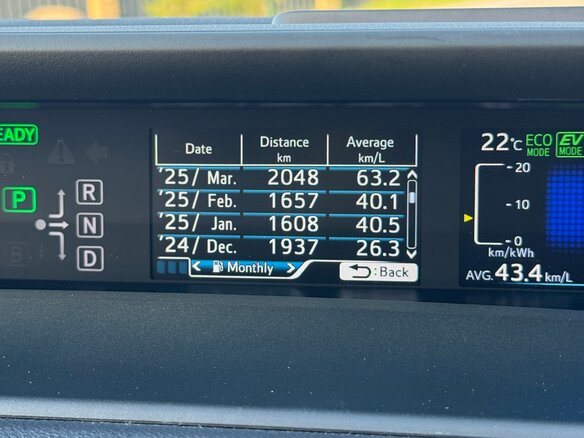 EADY
P
R
N
D
B
Date Distance km Average km/L
'25/ Mar. 2048 63.2
'25/ Feb. 1657 40.1
'25/ Jan. 1608 40.5
'24/ Dec. 1937 26.3
Monthly
:Back
22°C ECO MODE EV MODE
20
10
0
km/kWh
AVG.43.4 km/L